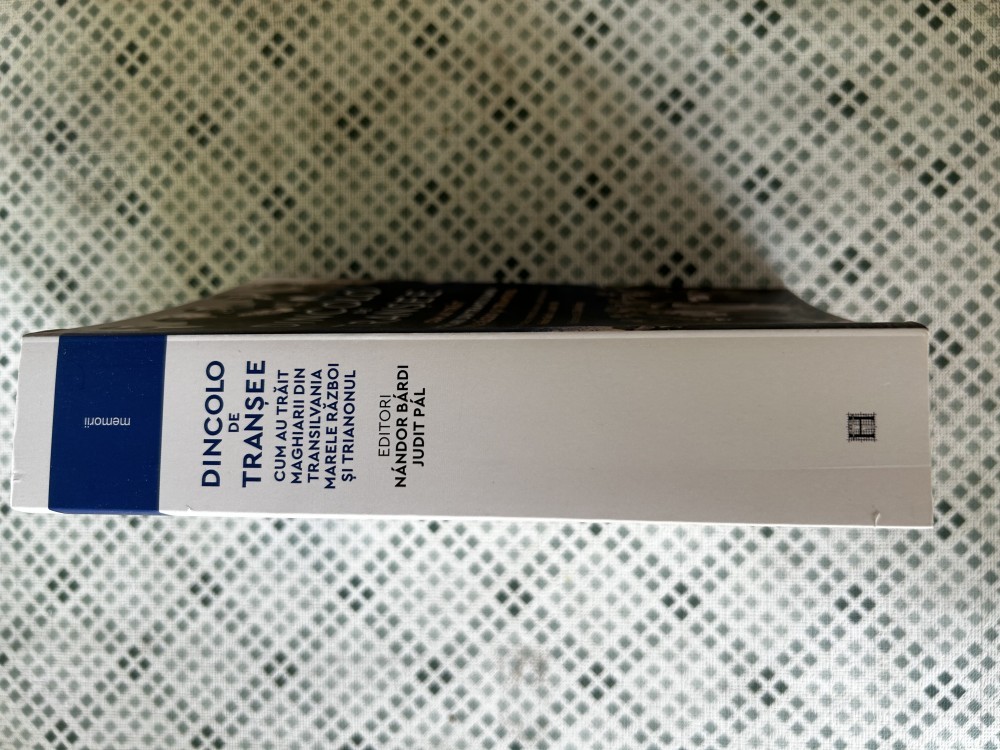 memorii
DINCOLO
DE
TRANȘEE
CUM AU TRĂIT
MAGHIARII DIN
TRANSILVANIA
MARELE RĂZBOI
ȘI TRIANONUL
EDITORI
NÁNDOR BÁRDI
JUDIT PÁL
H